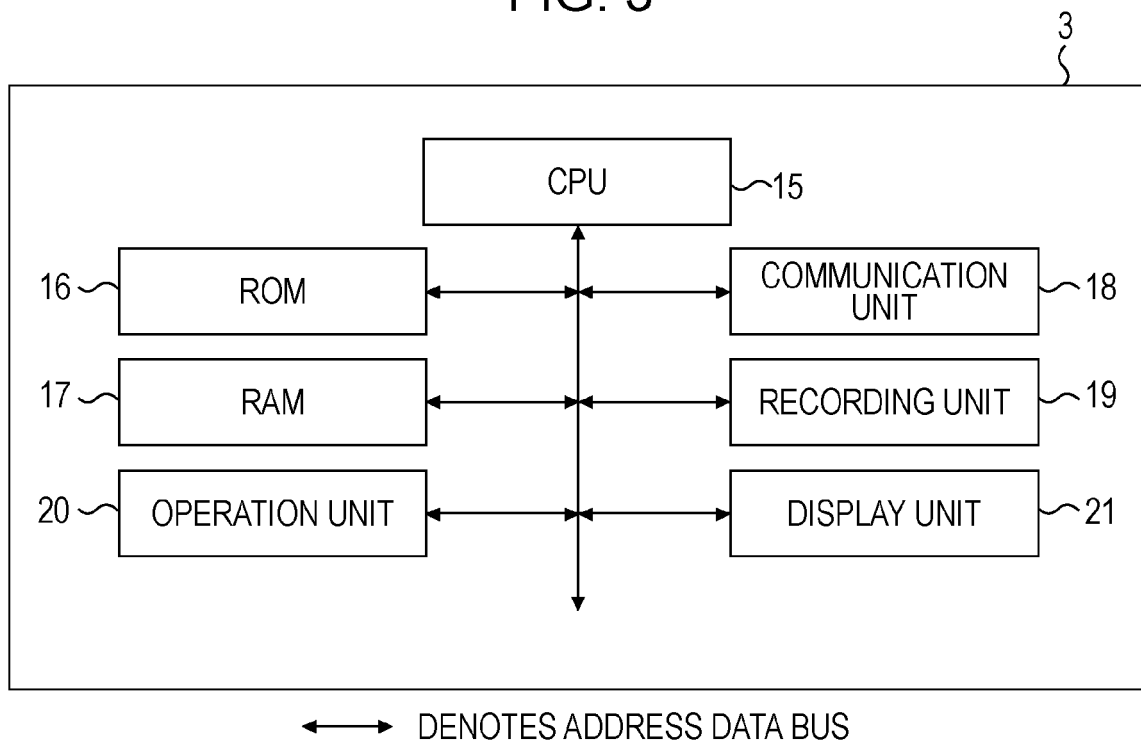 FIG.
3
CPU
15
16
ROM
COMMUNICATION
UNIT
18
17
RAM
RECORDING UNIT
19
20
OPERATION UNIT
DISPLAY UNIT
21
DENOTES ADDRESS DATA BUS